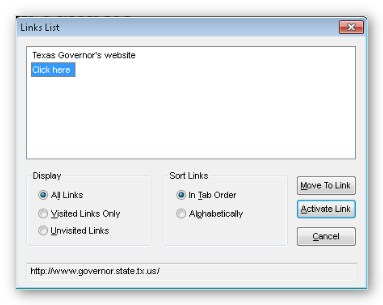 Links List
Texas Governor's website
Click here
Display
All Links
Visited Links Only
Unvisited Links
Sort Links
In Tab Order
Alphabetically
Move To Link
Activate Link
Cancel
http://www.governor.state.tx.us/